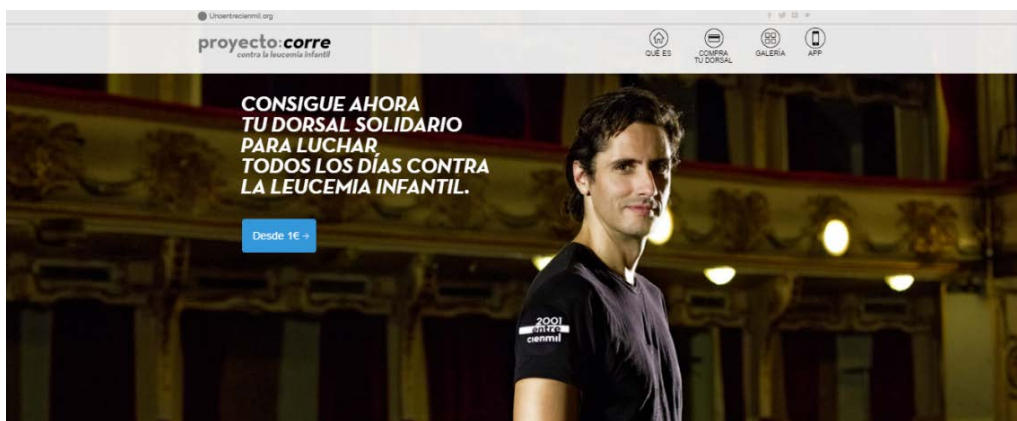 Unoentrecienmil.org
proyecto:corre
contra la leucemia infantil
QUÉ ES
COMPRA
TU DORSAL
GALERÍA
APP
CONSIGUE AHORA
TU DORSAL SOLIDARIO
PARA LUCHAR
TODOS LOS DÍAS CONTRA
LA LEUCEMIA INFANTIL.
Desde 1€ →
2001
entre
cienmil